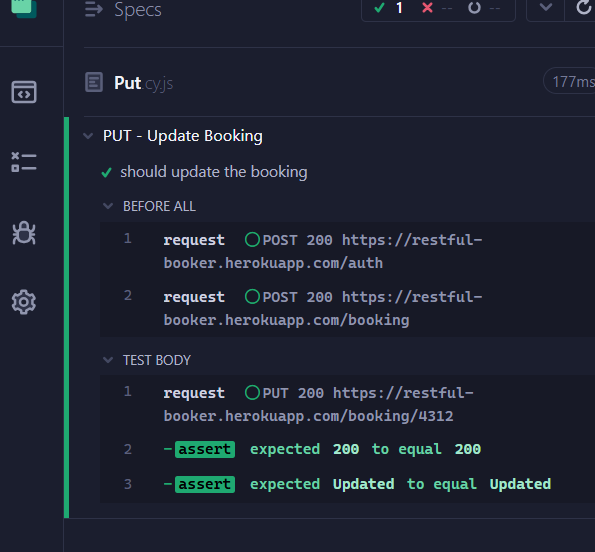 Specs
1
--
--
Put.cy.js
177ms
PUT - Update Booking
should update the booking
BEFORE ALL
1 request POST 200 https://restful-
booker.herokuapp.com/auth
2 request POST 200 https://restful-
booker.herokuapp.com/booking
TEST BODY
1 request PUT 200 https://restful-
booker.herokuapp.com/booking/4312
2 -assert expected 200 to equal 200
3 -assert expected Updated to equal Updated